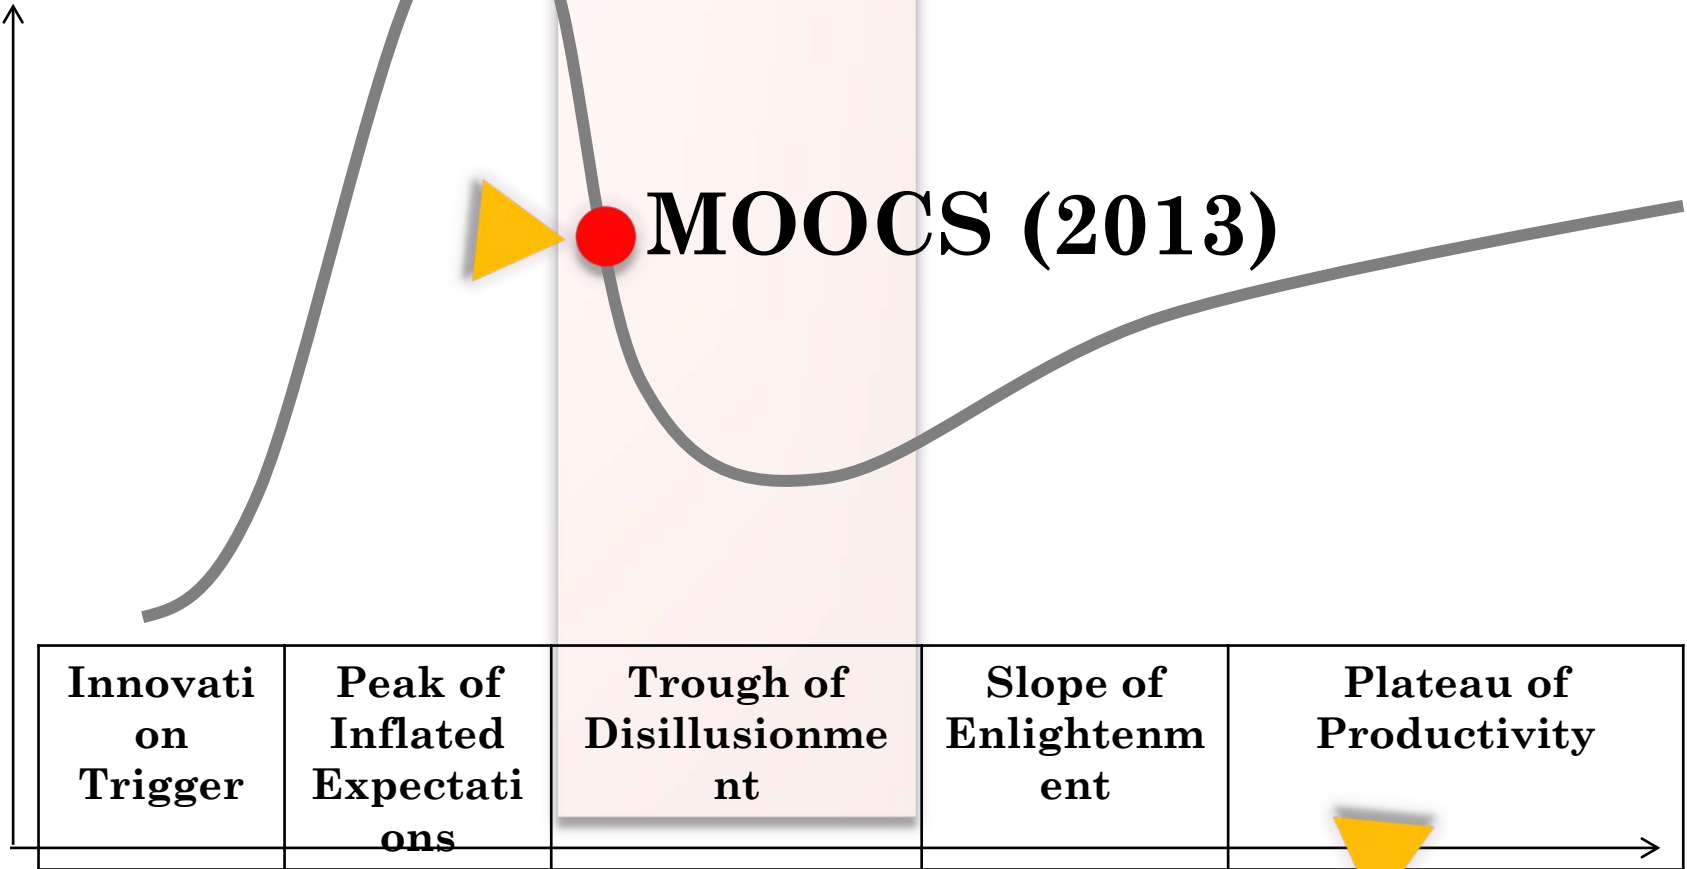 MOOCS (2013)
Innovati
on
Trigger
Peak of
Inflated
Expectati
ons
Trough of
Disillusionme
nt
Slope of
Enlightenm
ent
Plateau of
Productivity